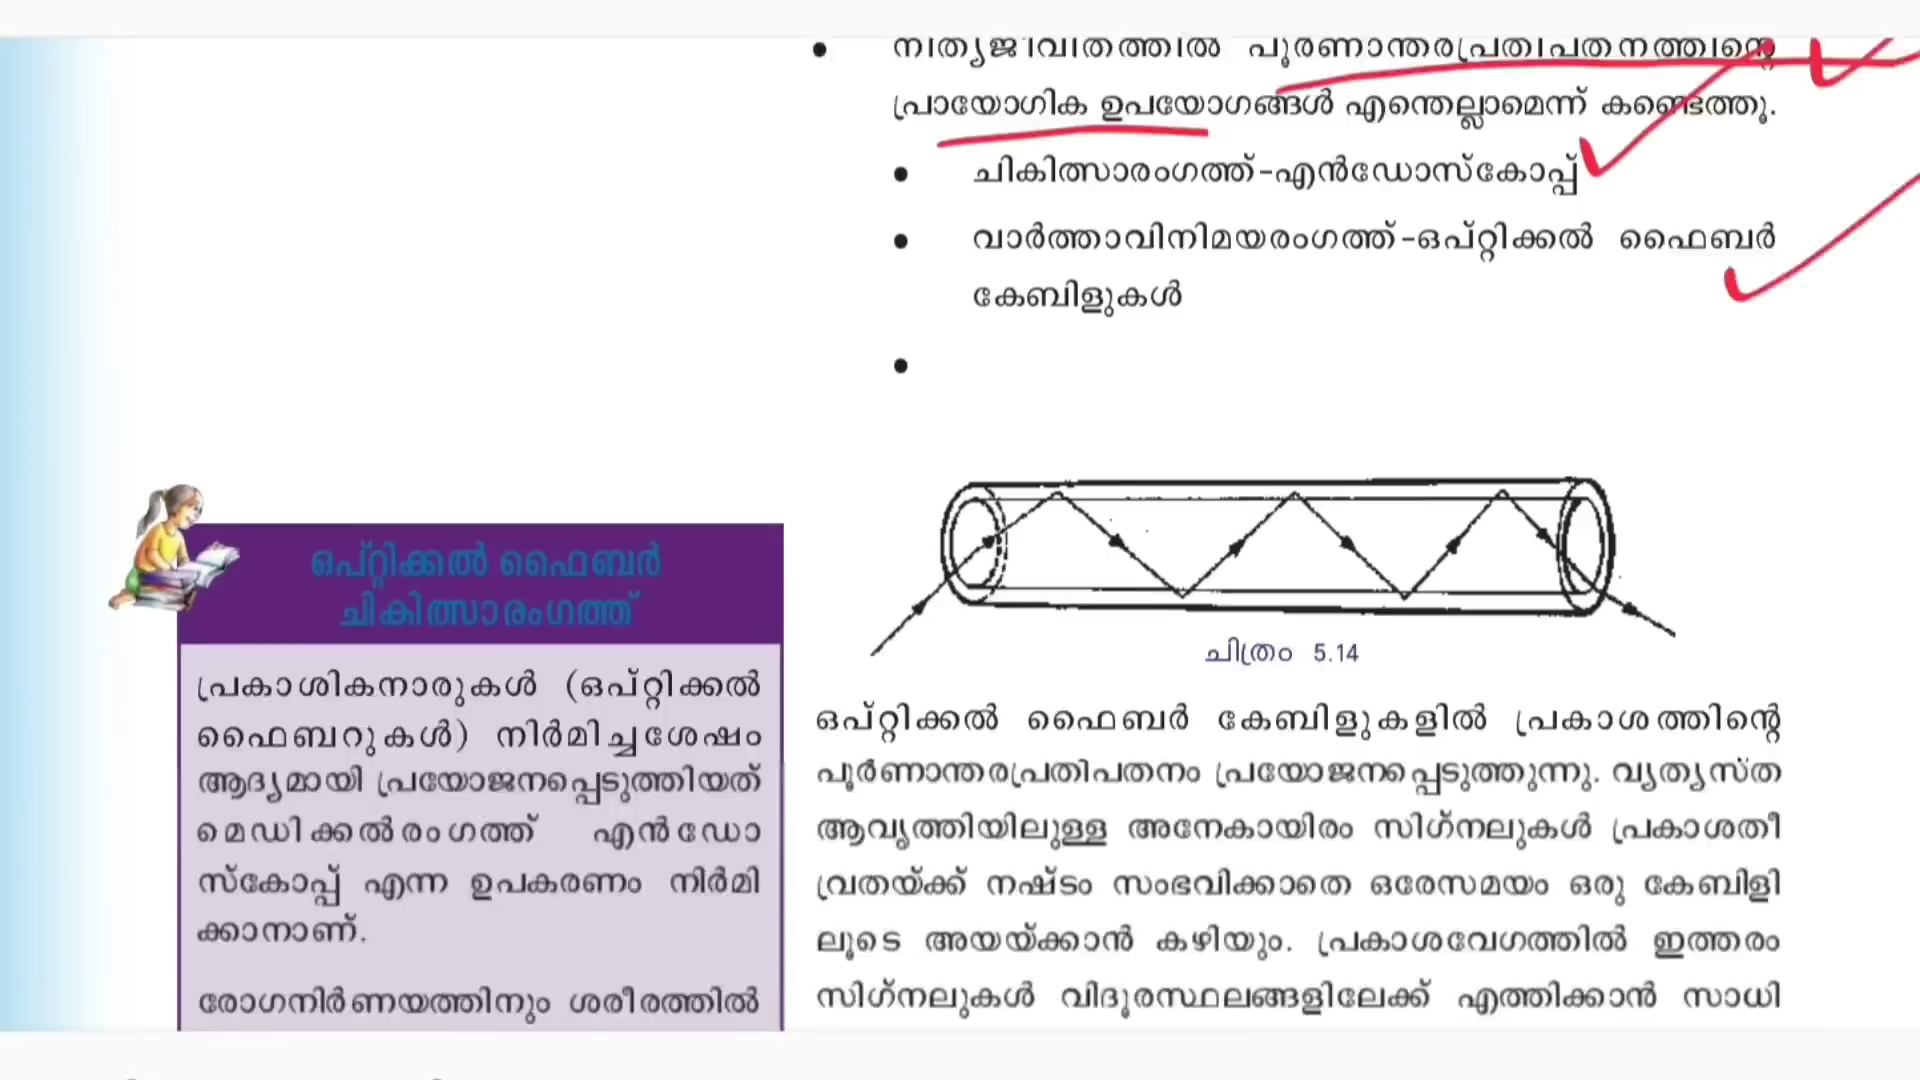 നിത്യജീവിതത്തിൽ പൂർണാന്തരപ്രതിപതനത്തിന്റെ
പ്രായോഗിക ഉപയോഗങ്ങൾ എന്തെല്ലാമെന്ന് കണ്ടെത്തൂ.
ചികിത്സാരംഗത്ത്-എൻഡോസ്കോപ്പ്
വാർത്താവിനിമയരംഗത്ത്-ഒപ്റ്റിക്കൽ ഫൈബർ
കേബിളുകൾ
ചിത്രം 5.14
ഒപ്റ്റിക്കൽ ഫൈബർ കേബിളുകളിൽ പ്രകാശത്തിന്റെ
പൂർണാന്തരപ്രതിപതനം പ്രയോജനപ്പെടുത്തുന്നു. വ്യത്യസ്ത
ആവൃത്തിയിലുള്ള അനേകായിരം സിഗ്നലുകൾ പ്രകാശതീ
വ്രതയ്ക്ക് നഷ്ടം സംഭവിക്കാതെ ഒരേസമയം ഒരു കേബിളി
ലൂടെ അയയ്ക്കാൻ കഴിയും. പ്രകാശവേഗത്തിൽ ഇത്തരം
സിഗ്നലുകൾ വിദൂരസ്ഥലങ്ങളിലേക്ക് എത്തിക്കാൻ സാധി
ഒപ്റ്റിക്കൽ ഫൈബർ
ചികിത്സാരംഗത്ത്
പ്രകാശികനാരുകൾ (ഒപ്റ്റിക്കൽ
ഫൈബറുകൾ) നിർമിച്ചശേഷം
ആദ്യമായി പ്രയോജനപ്പെടുത്തിയത്
മെഡിക്കൽരംഗത്ത് എൻഡോ
സ്കോപ്പ് എന്ന ഉപകരണം നിർമി
ക്കാനാണ്.
രോഗനിർണയത്തിനും ശരീരത്തിൽ